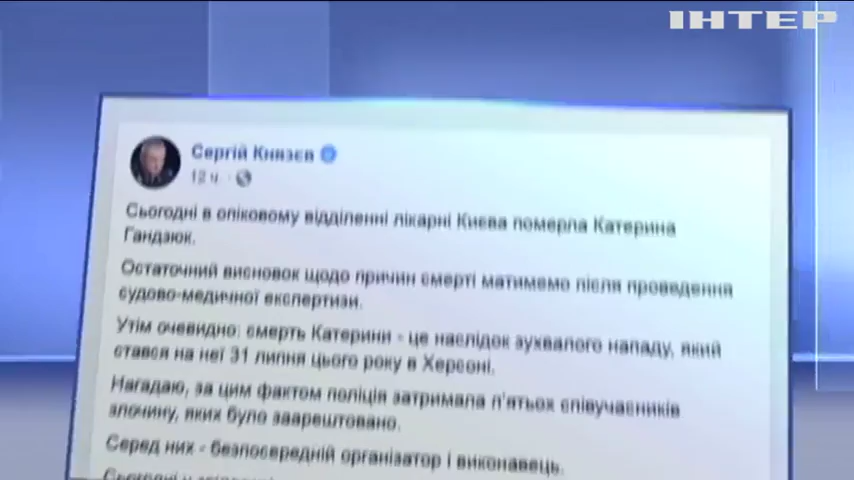 ІНТЕР
Сергій Князєв
12 ч.
Сьогодні в опіковому відділенні лікарні Києва померла Катерина
Гандзюк.
Остаточний висновок щодо причин смерті матимемо після проведення
судово-медичної експертизи.
Утім очевидно: смерть Катерини - це наслідок зухвалого нападу, який
стався на неї 31 липня цього року в Херсоні.
Нагадаю, за цим фактом поліція затримала п'ятьох співучасників
злочину, яких було заарештовано.
Серед них - безпосередній організатор і виконавець.
Сьогодні у